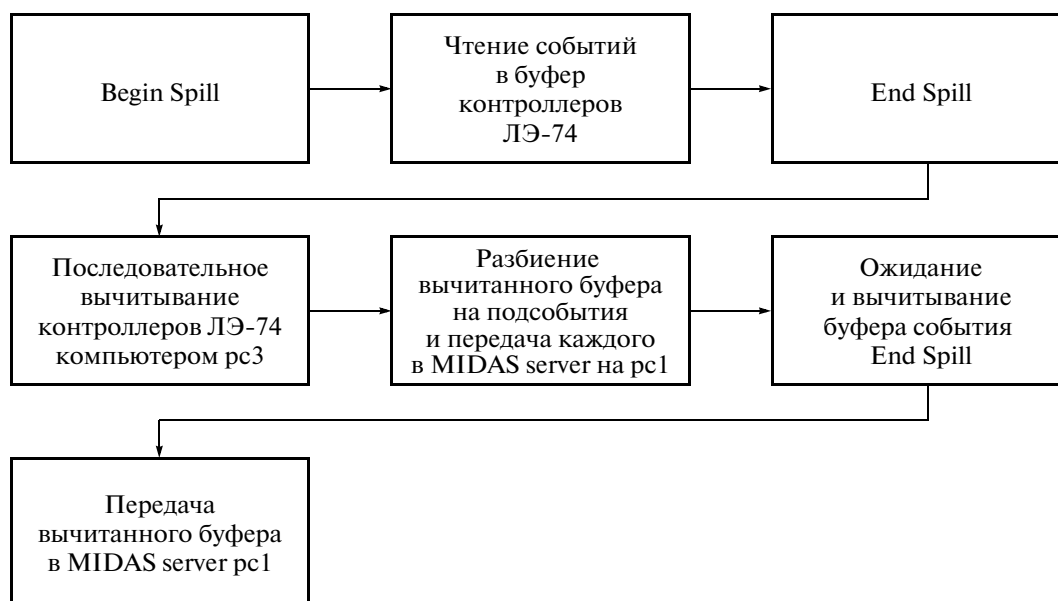 Begin Spill
Чтение событий
в буфер
контроллеров
ЛЭ-74
End Spill
Последовательное
вычитывание
контроллеров ЛЭ-74
компьютером pc3
Разбиение
вычитанного буфера
на подсобытия
и передача каждого
в MIDAS server на pc1
Ожидание
и вычитывание
буфера события
End Spill
Передача
вычитанного буфера
в MIDAS server pc1